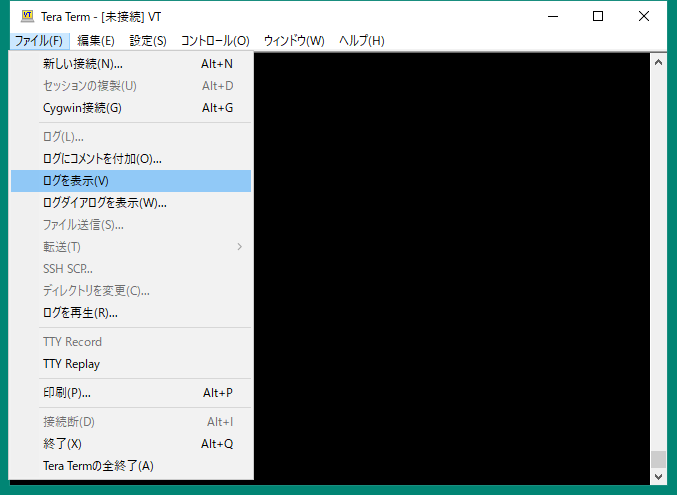 Tera Term - [未接続] VT
ファイル(F) 編集(E) 設定(S) コントロール(O) ウィンドウ(W) ヘルプ(H)
新しい接続(N)... Alt+N
セッションの複製(U) Alt+D
Cygwin接続(G) Alt+G
ログ(L)...
ログにコメントを付加(O)...
ログを表示(V)
ログダイアログを表示(W)...
ファイル送信(S)...
転送(T)
SSH SCP...
ディレクトリを変更(C)...
ログを再生(R)...
TTY Record
TTY Replay
印刷(P)... Alt+P
接続断(D) Alt+I
終了(X) Alt+Q
Tera Termの全終了(A)